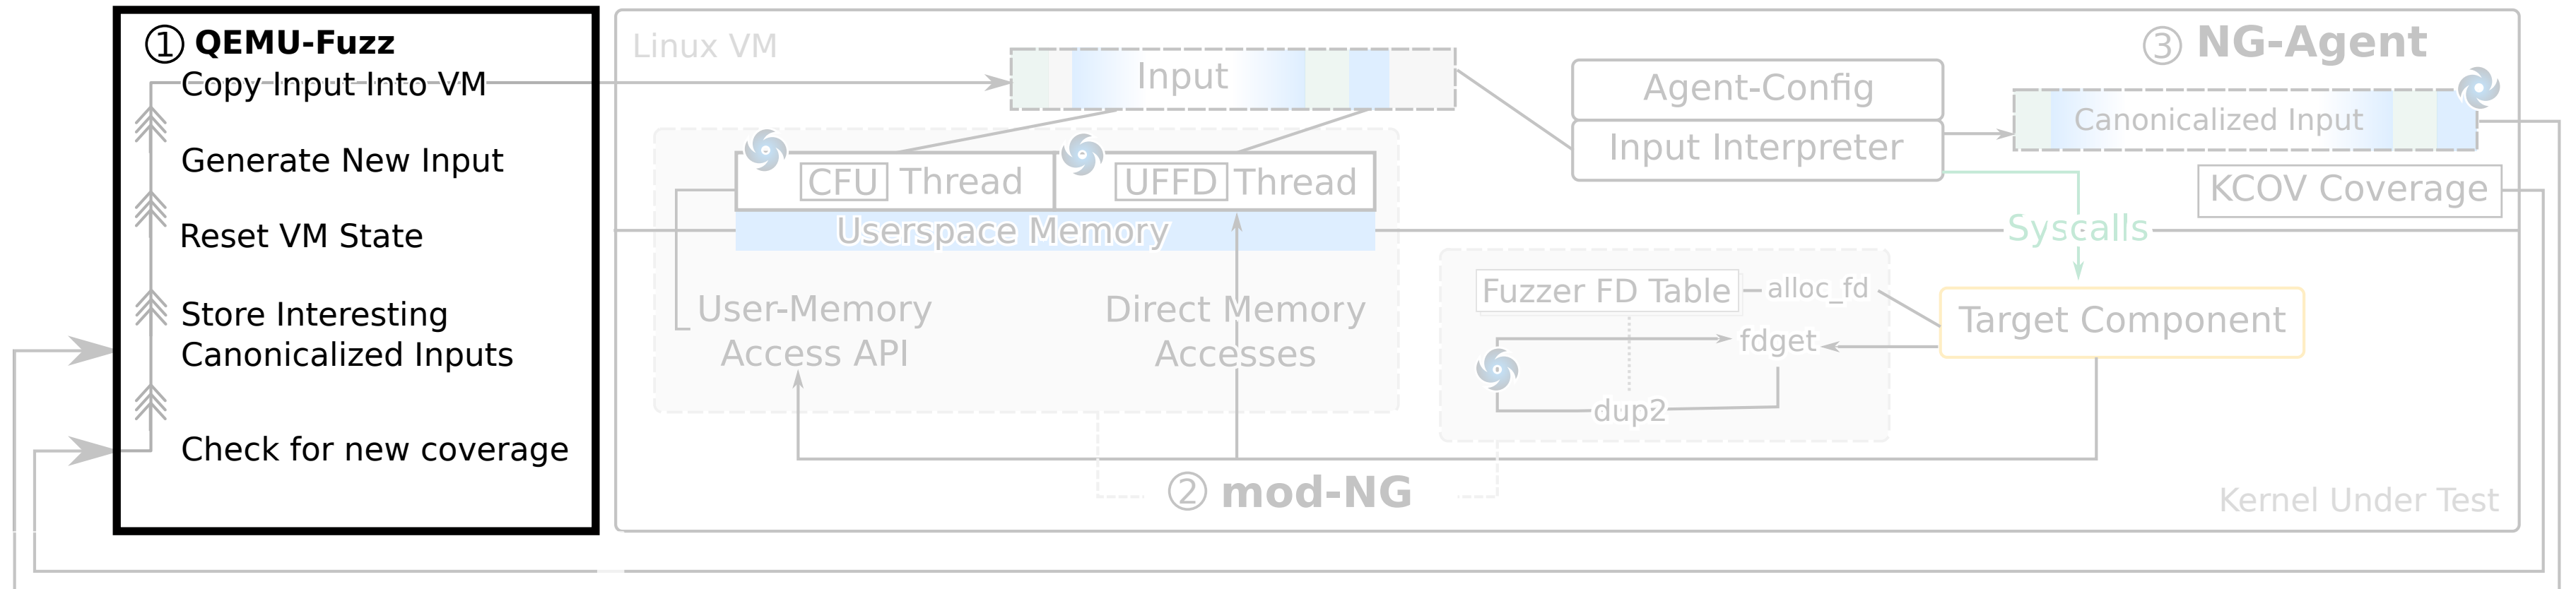 ① QEMU-Fuzz
Copy Input Into VM
Generate New Input
Reset VM State
Store Interesting
Canonicalized Inputs
Check for new coverage
Linux VM
Input
CFU Thread
UFFD Thread
Userspace Memory
User-Memory
Access API
Direct Memory
Accesses
② mod-NG
Agent-Config
Input Interpreter
③ NG-Agent
Canonicalized Input
KCOV Coverage
Syscalls
Fuzzer FD Table
alloc_fd
fdget
dup2
Target Component
Kernel Under Test